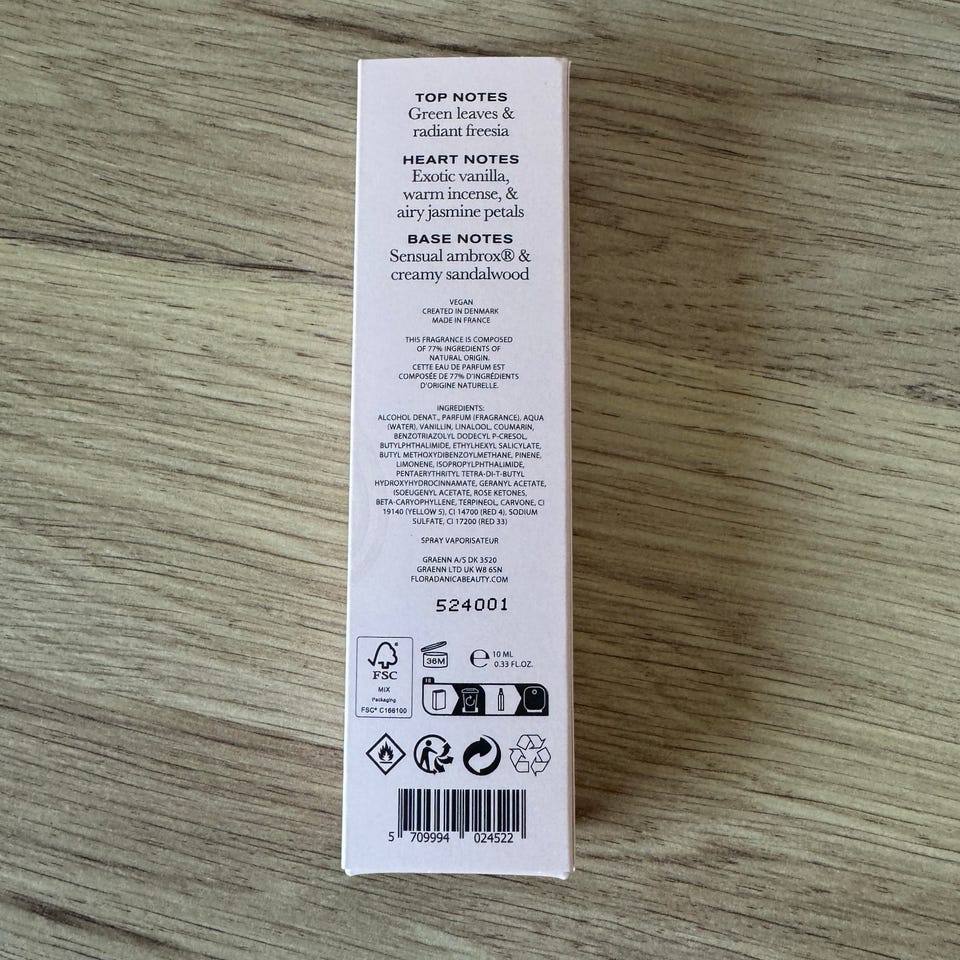 TOP NOTES
Green leaves &
radiant freesia
HEART NOTES
Exotic vanilla,
warm incense, &
airy jasmine petals
BASE NOTES
Sensual ambrox® &
creamy sandalwood
VEGAN
CREATED IN DENMARK
MADE IN FRANCE
THIS FRAGRANCE IS COMPOSED
OF 77% INGREDIENTS OF
NATURAL ORIGIN.
CETTE EAU DE PARFUM EST
COMPOSÉE DE 77% D'INGRÉDIENTS
D'ORIGINE NATURELLE.
INGREDIENTS:
ALCOHOL DENAT., PARFUM (FRAGRANCE), AQUA
(WATER), VANILLIN, LINALOOL, COUMARIN,
BENZOTRIAZOLYL DODECYL P-CRESOL,
BUTYLPHTHALIMIDE, ETHYLHEXYL SALICYLATE,
BUTYL METHOXYDIBENZOYLMETHANE, PINENE,
LIMONENE, ISOPROPYLPHTHALIMIDE,
PENTAERYTHRITYL TETRA-DI-T-BUTYL
HYDROXYHYDROCINNAMATE, GERANYL ACETATE,
ISOEUGENYL ACETATE, ROSE KETONES,
BETA-CARYOPHYLLENE, TERPINEOL, CARVONE, CI
19140 (YELLOW 5), CI 14700 (RED 4), SODIUM
SULFATE, CI 17200 (RED 33)
SPRAY VAPORISATEUR
GRAENN A/S DK 3520
GRAENN LTD UK W8 6SN
FLORADANICABEAUTY.COM
524001
FSC
MIX
Packaging
FSC® C166100
36M
e 10 ML
0.33 FL.OZ.
FR
5 709994 024522